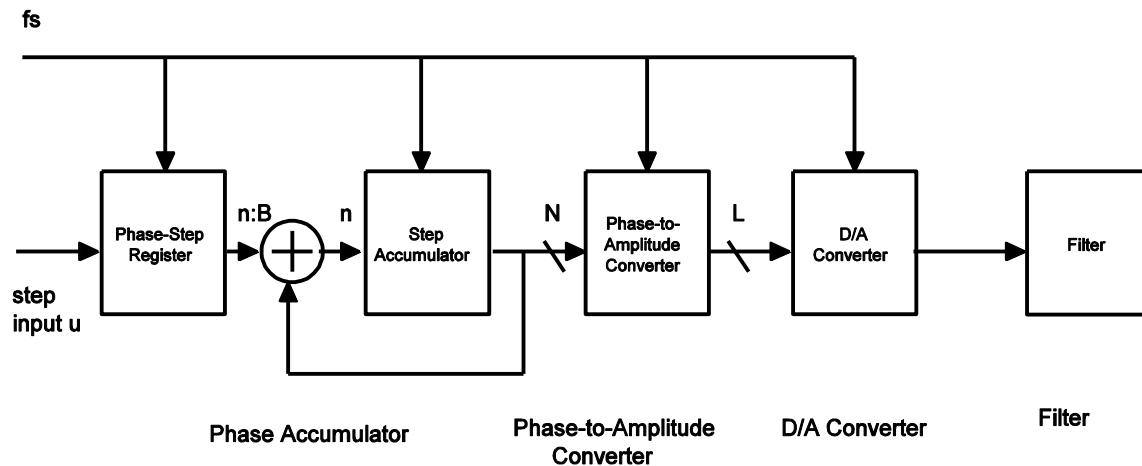 fs
Phase-Step
Register
n:B
n
Step
Accumulator
N
Phase-to-
Amplitude
Converter
L
D/A
Converter
Filter
step
input u
Phase Accumulator
Phase-to-Amplitude
Converter
D/A Converter
Filter